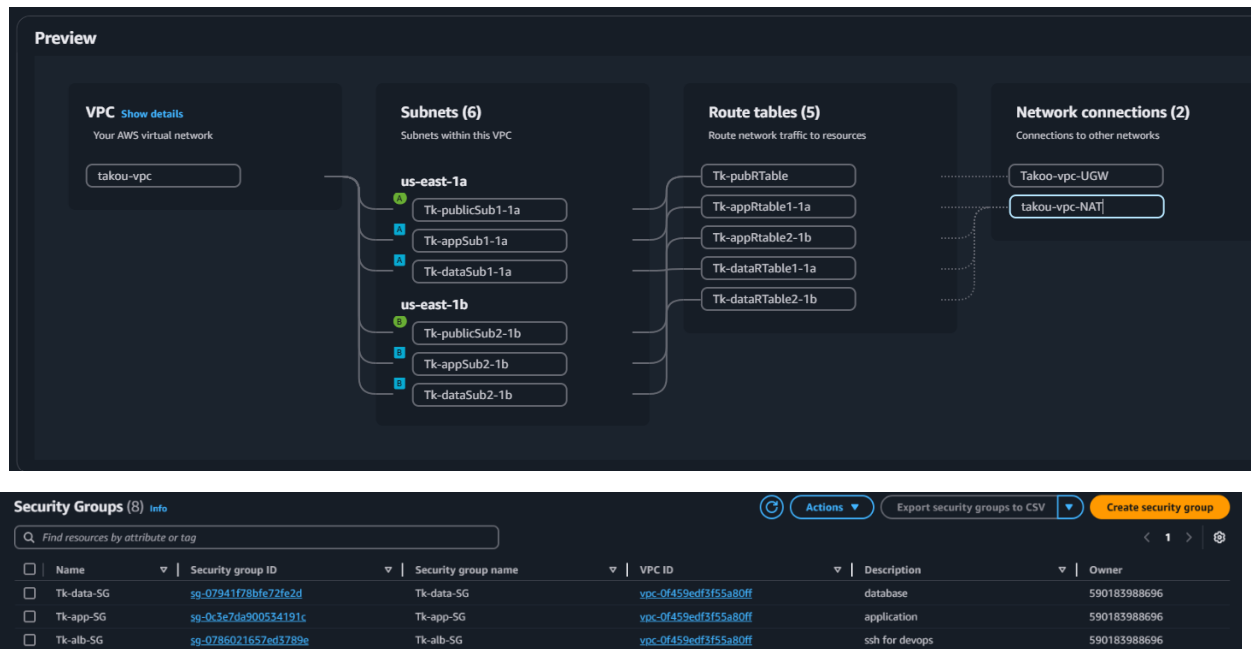 Preview
VPC Show details
Your AWS virtual network
takou-vpc
Subnets (6)
Subnets within this VPC
us-east-1a
A
Tk-publicSub1-1a
A
Tk-appSub1-1a
A
Tk-dataSub1-1a
us-east-1b
B
Tk-publicSub2-1b
B
Tk-appSub2-1b
B
Tk-dataSub2-1b
Route tables (5)
Route network traffic to resources
Tk-pubRTable
Tk-appRtable1-1a
Tk-appRtable2-1b
Tk-dataRTable1-1a
Tk-dataRTable2-1b
Network connections (2)
Connections to other networks
Takoo-vpc-UGW
takou-vpc-NAT
Security Groups (8) Info
Actions
Export security groups to CSV
Create security group
Find resources by attribute or tag
1
Name Security group ID Security group name VPC ID Description Owner
Tk-data-SG sg-07941f78bfe72fe2d Tk-data-SG vpc-0f459edf3f55a80ff database 590183988696
Tk-app-SG sg-0c3e7da900534191c Tk-app-SG vpc-0f459edf3f55a80ff application 590183988696
Tk-alb-SG sg-0786021657ed3789e Tk-alb-SG vpc-0f459edf3f55a80ff ssh for devops 590183988696